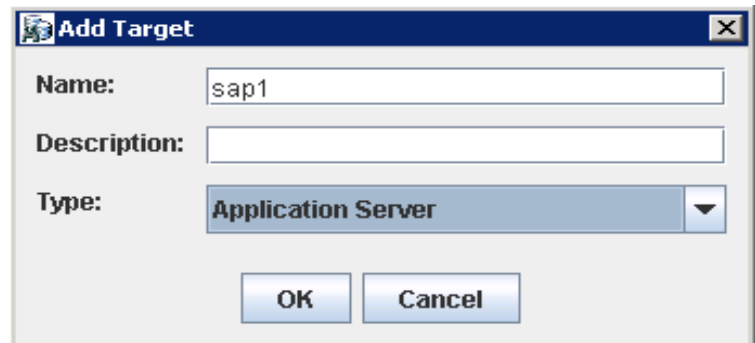 Add Target
Name: sap1
Description:
Type: Application Server
OK Cancel